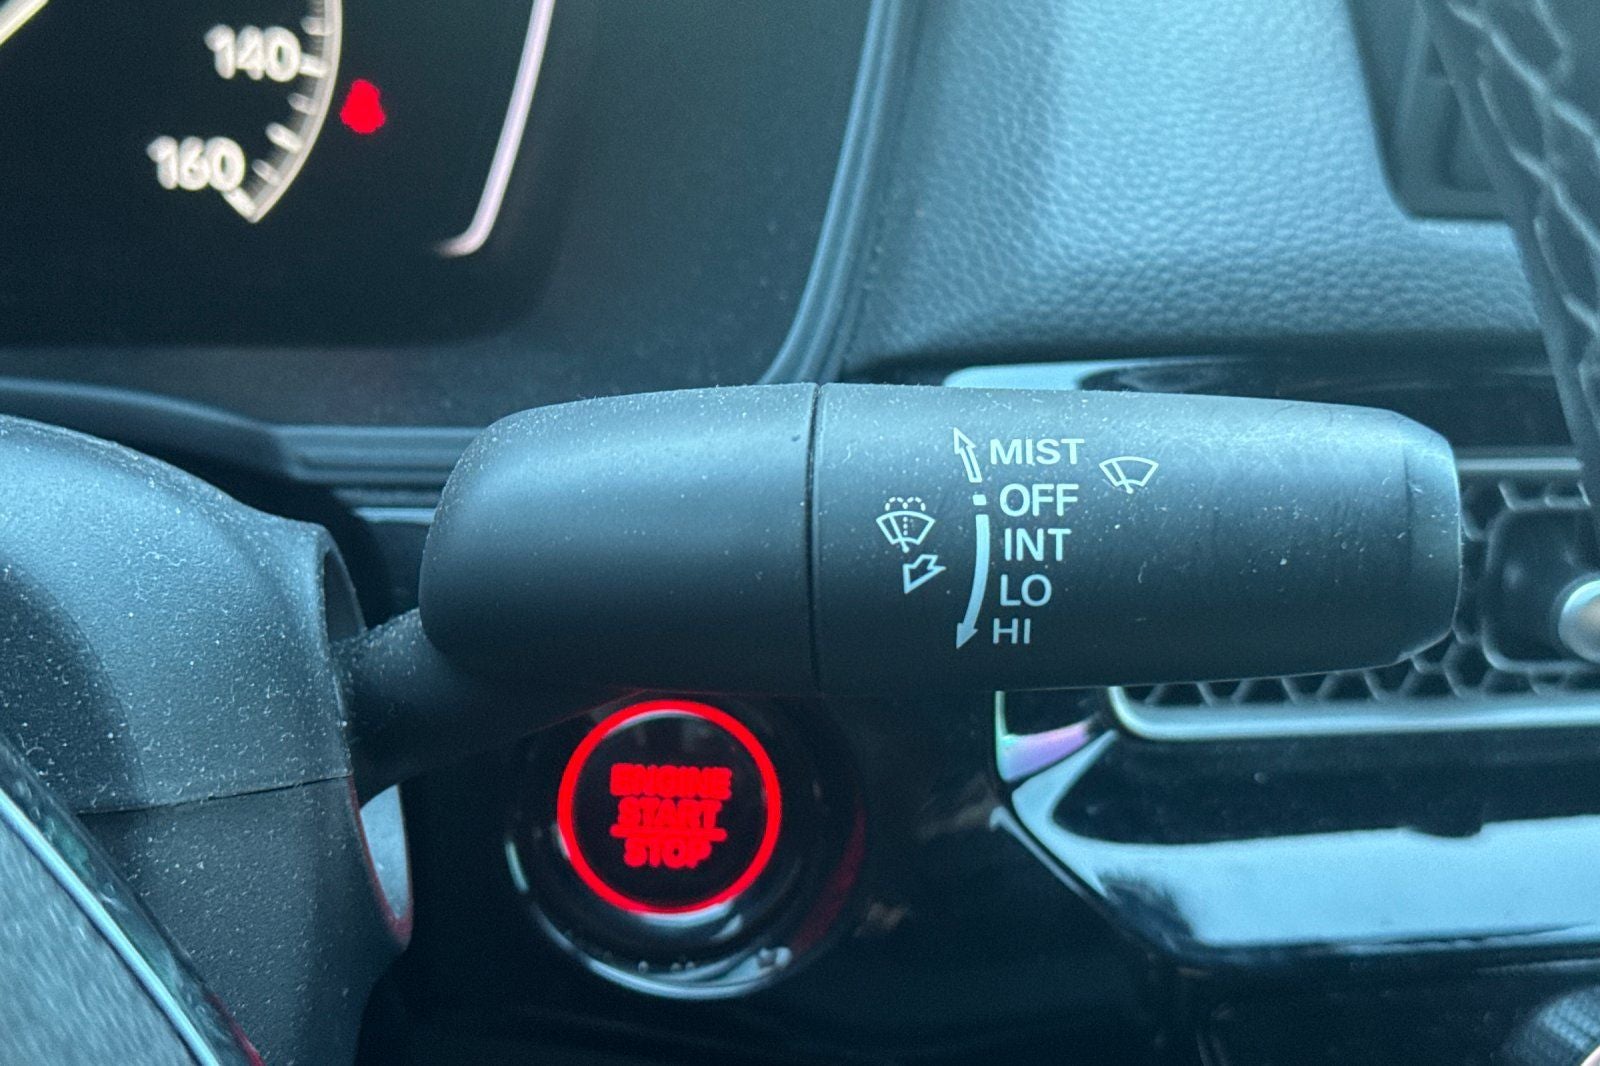 140
160
MIST
OFF
INT
LO
HI
ENGINE
START
STOP